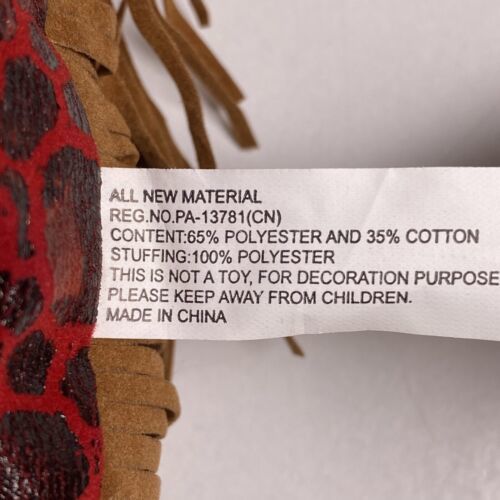 ALL NEW MATERIAL
REG.NO.PA-13781(CN)
CONTENT:65% POLYESTER AND 35% COTTON
STUFFING:100% POLYESTER
THIS IS NOT A TOY, FOR DECORATION PURPOSE
PLEASE KEEP AWAY FROM CHILDREN.
MADE IN CHINA